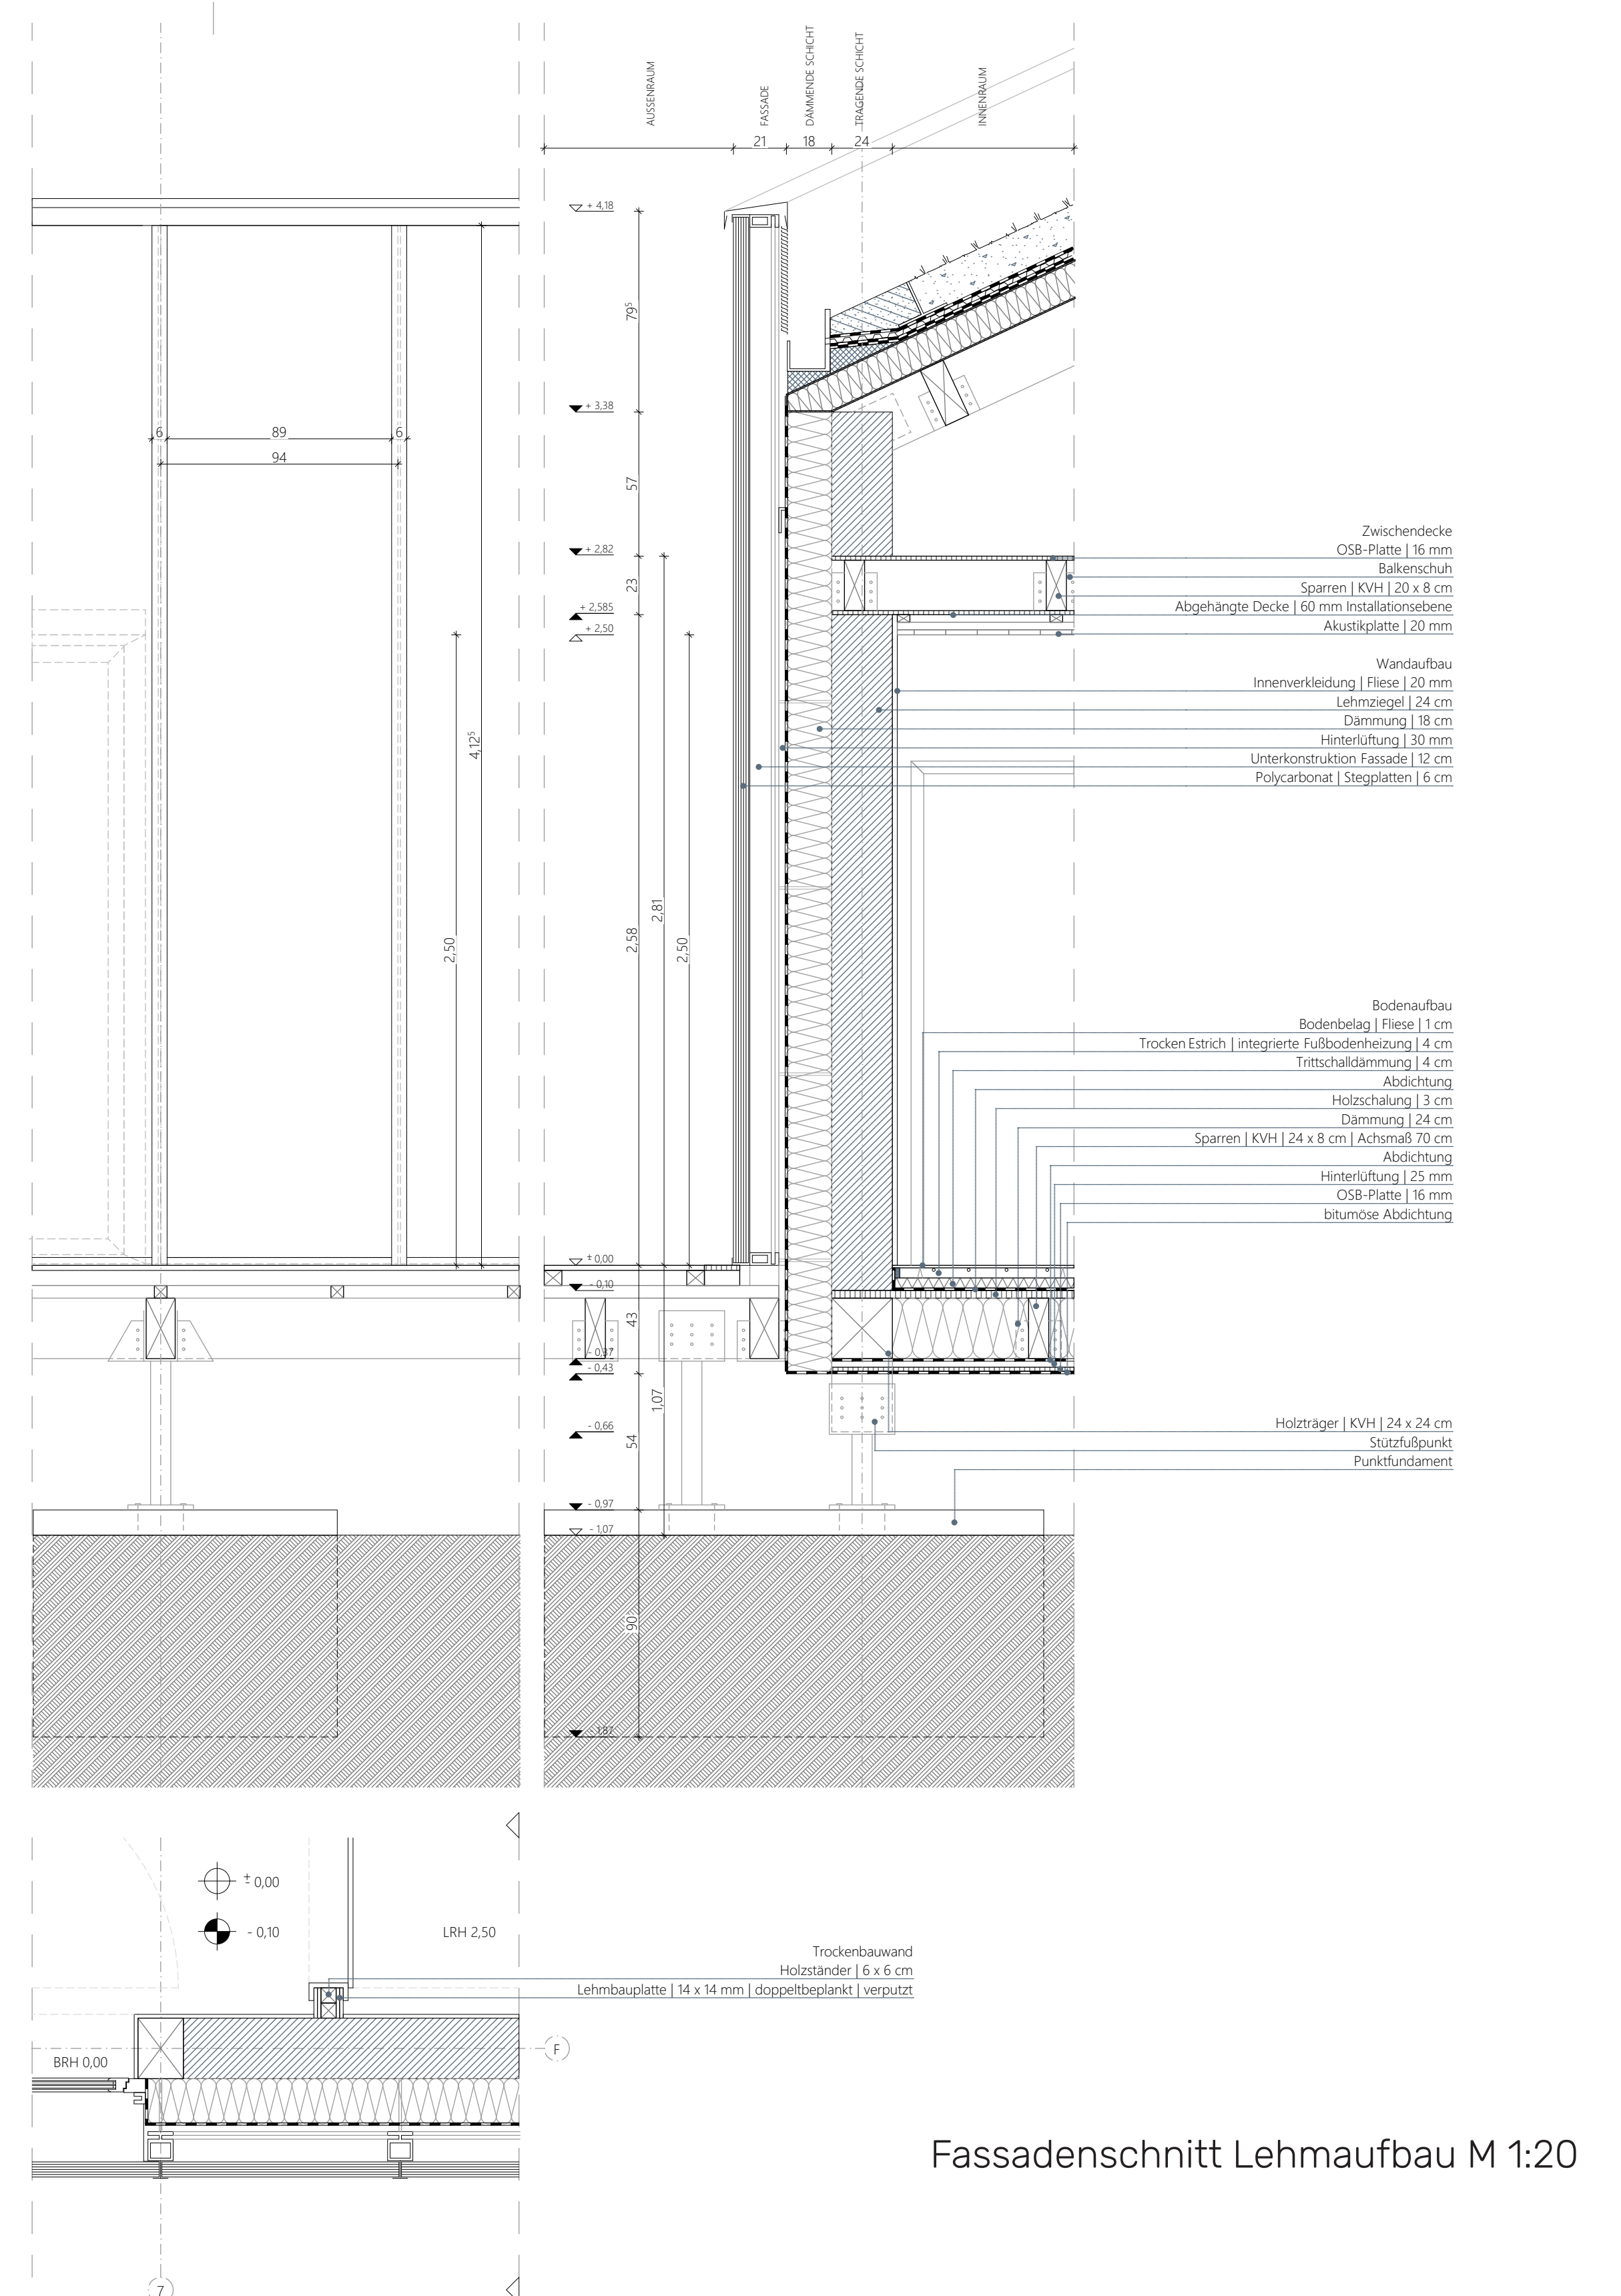 AUSSENRAUM
FASSADE
DÄMMENDE SCHICHT
TRAGENDE SCHICHT
INNENRAUM
21
18
24
+ 4,18
79⁵
+ 3,38
6
89
6
94
57
+ 2,82
23
+ 2,585
+ 2,50
4,12⁵
2,50
2,58
2,81
2,50
Zwischendecke
OSB-Platte | 16 mm
Balkenschuh
Sparren | KVH | 20 x 8 cm
Abgehängte Decke | 60 mm Installationsebene
Akustikplatte | 20 mm
Wandaufbau
Innenverkleidung | Fliese | 20 mm
Lehmziegel | 24 cm
Dämmung | 18 cm
Hinterlüftung | 30 mm
Unterkonstruktion Fassade | 12 cm
Polycarbonat | Stegplatten | 6 cm
Bodenaufbau
Bodenbelag | Fliese | 1 cm
Trocken Estrich | integrierte Fußbodenheizung | 4 cm
Trittschalldämmung | 4 cm
Abdichtung
Holzschalung | 3 cm
Dämmung | 24 cm
Sparren | KVH | 24 x 8 cm | Achsmaß 70 cm
Abdichtung
Hinterlüftung | 25 mm
OSB-Platte | 16 mm
bitumöse Abdichtung
± 0,00
- 0,10
43
- 0,37
- 0,43
1,07
- 0,66
54
- 0,97
- 1,07
90
- 1,87
Holzträger | KVH | 24 x 24 cm
Stützfußpunkt
Punktfundament
± 0,00
- 0,10
LRH 2,50
Trockenbauwand
Holzständer | 6 x 6 cm
Lehmbauplatte | 14 x 14 mm | doppeltbeplankt | verputzt
F
BRH 0,00
Fassadenschnitt Lehmaufbau M 1:20
7